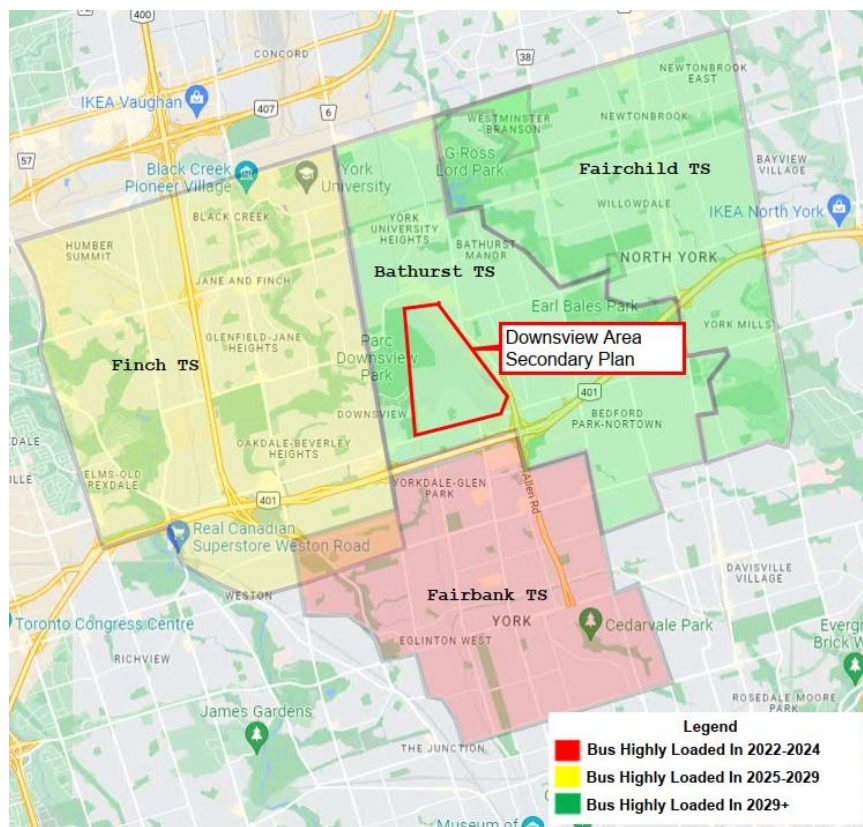 400
CONCORD
38
NEWTONBROOK
EAST
IKEA Vaughan
407
6
WESTMINSTER
- BRANSON
NEWTONBROOK
57
Black Creek
Pioneer Village
York
University
G Ross
Lord Park
Fairchild TS
BAYVIEW
VILLAGE
BLACK CREEK
WILLOWDALE
IKEA North York
HUMBER
SUMMIT
YORK
UNIVERSITY
HEIGHTS
BATHURST
MANOR
NORTH YORK
JANE AND FINCH
Bathurst TS
Earl Bales Park
YORK MILLS
GLENFIELD-JANE
HEIGHTS
Parc
Downsview
Park
Downsview Area
Secondary Plan
Finch TS
DOWNSVIEW
401
BEDFORD
PARK-NORTOWN
OAKDALE-BEVERLEY
HEIGHTS
DALE
ELMS-OLD
REXDALE
YORKDALE-GLEN
PARK
Allen Rd
401
Real Canadian
Superstore Weston Road
DAVISVILLE
VILLAGE
WESTON
Fairbank TS
Toronto Congress Centre
YORK
Cedarvale Park
EGLINTON WEST
Evergr
Brick W
RICHVIEW
ROSEDALE-MOORE
PARK
James Gardens
THE JUNCTION
Legend
Bus Highly Loaded In 2022-2024
Bus Highly Loaded In 2025-2029
Bus Highly Loaded In 2029+
Museum of